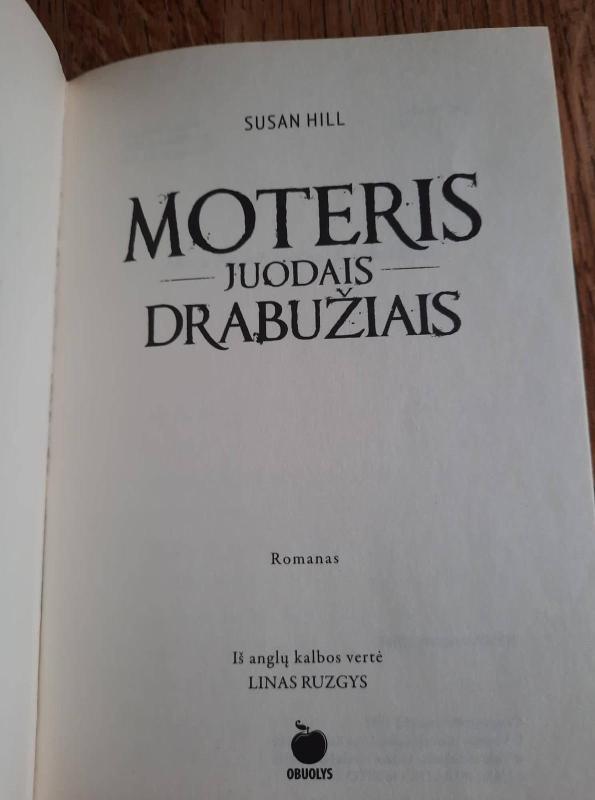 SUSAN HILL
MOTERIS
JUODAIS
DRABUŽIAIS
Romanas
Iš anglų kalbos vertė
LINAS RUZGYS
OBUOLYS